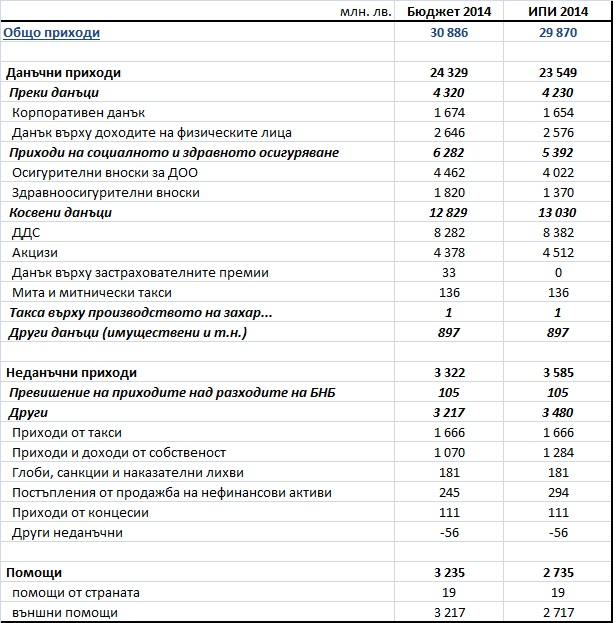 млн. лв. Бюджет 2014 ИПИ 2014
Общо приходи 30 886 29 870
Данъчни приходи 24 329 23 549
Преки данъци 4 320 4 230
Корпоративен данък 1 674 1 654
Данък върху доходите на физическите лица 2 646 2 576
Приходи на социалното и здравното осигуряване 6 282 5 392
Осигурителни вноски за ДОО 4 462 4 022
Здравноосигурителни вноски 1 820 1 370
Косвени данъци 12 829 13 030
ДДС 8 282 8 382
Акцизи 4 378 4 512
Данък върху застрахователните премии 33 0
Мита и митнически такси 136 136
Такса върху производството на захар... 1 1
Други данъци (имуществени и т.н.) 897 897
Неданъчни приходи 3 322 3 585
Превишение на приходите над разходите на БНБ 105 105
Други 3 217 3 480
Приходи от такси 1 666 1 666
Приходи и доходи от собственост 1 070 1 284
Глоби, санкции и наказателни лихви 181 181
Постъпления от продажба на нефинансови активи 245 294
Приходи от концесии 111 111
Други неданъчни -56 -56
Помощи 3 235 2 735
помощи от страната 19 19
външни помощи 3 217 2 717